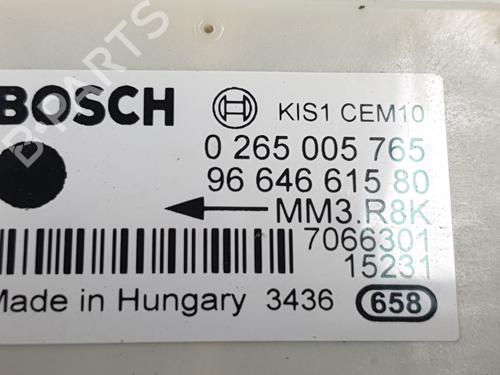 BOSCH KIS1 CEM10
0 265 005 765
96 646 615 80
MM3.R8K
7066301
15231
Made in Hungary 3436 658
B-PARTS